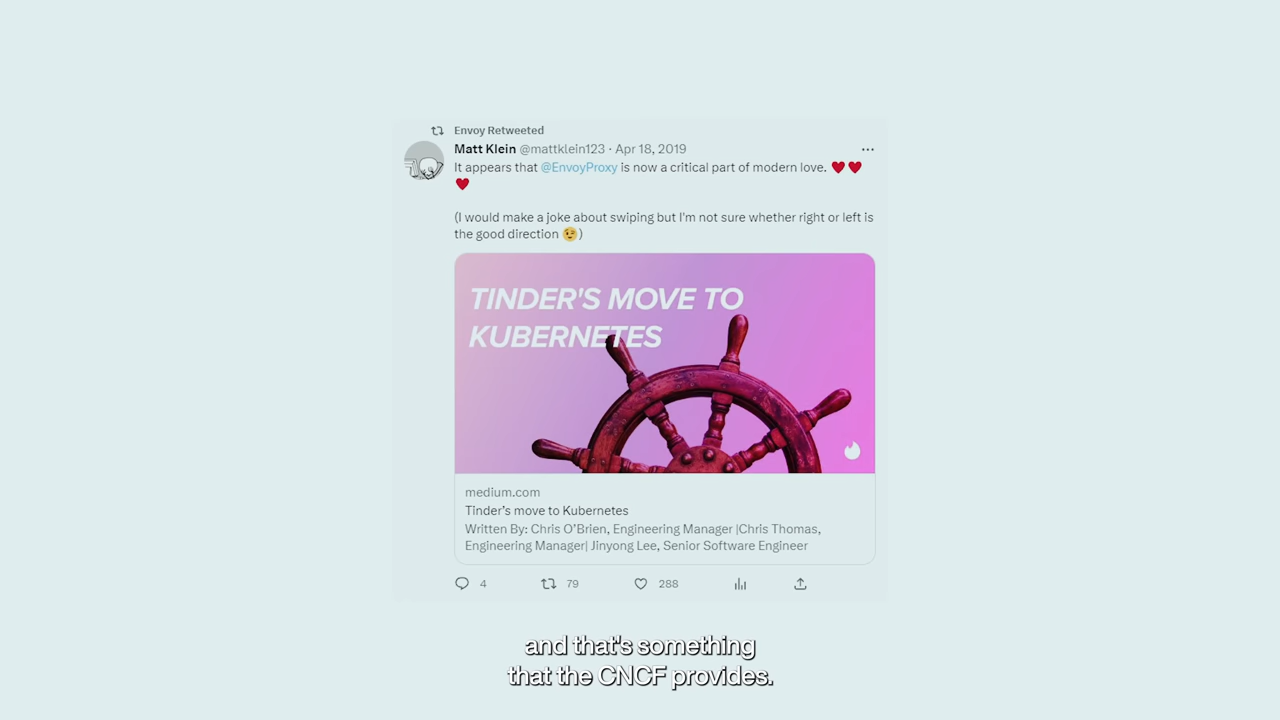 Envoy Retweeted
Matt Klein @mattklein123 · Apr 18, 2019
It appears that @EnvoyProxy is now a critical part of modern love. ♥♥
♥
(I would make a joke about swiping but I'm not sure whether right or left is
the good direction 😉)
TINDER'S MOVE TO
KUBERNETES
medium.com
Tinder’s move to Kubernetes
Written By: Chris O’Brien, Engineering Manager |Chris Thomas,
Engineering Manager| Jinyong Lee, Senior Software Engineer
4 79 288
and that's something
that the CNCF provides.